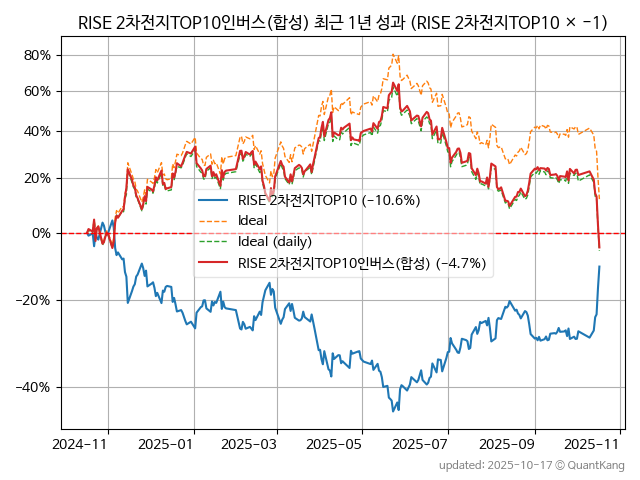 RISE 2차전지TOP10인버스(합성) 최근 1년 성과 (RISE 2차전지TOP10 × −1)
80%
60%
40%
20%
0%
−20%
−40%
RISE 2차전지TOP10 (−10.6%)
Ideal
Ideal (daily)
RISE 2차전지TOP10인버스(합성) (−4.7%)
2024-11
2025-01
2025-03
2025-05
2025-07
2025-09
2025-11
updated: 2025-10-17 © QuantKang